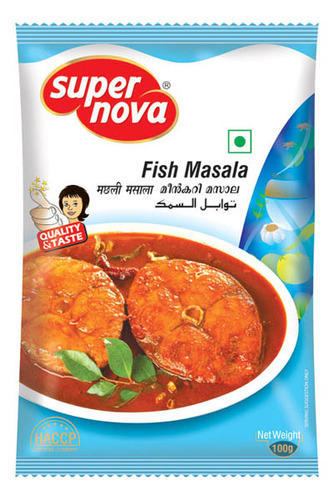 super
nova®
Fish Masala
मछली मसाला മീൻകറി മസാല
توابل السمك
QUALITY
&TASTE
HACCP
Net Weight
100g